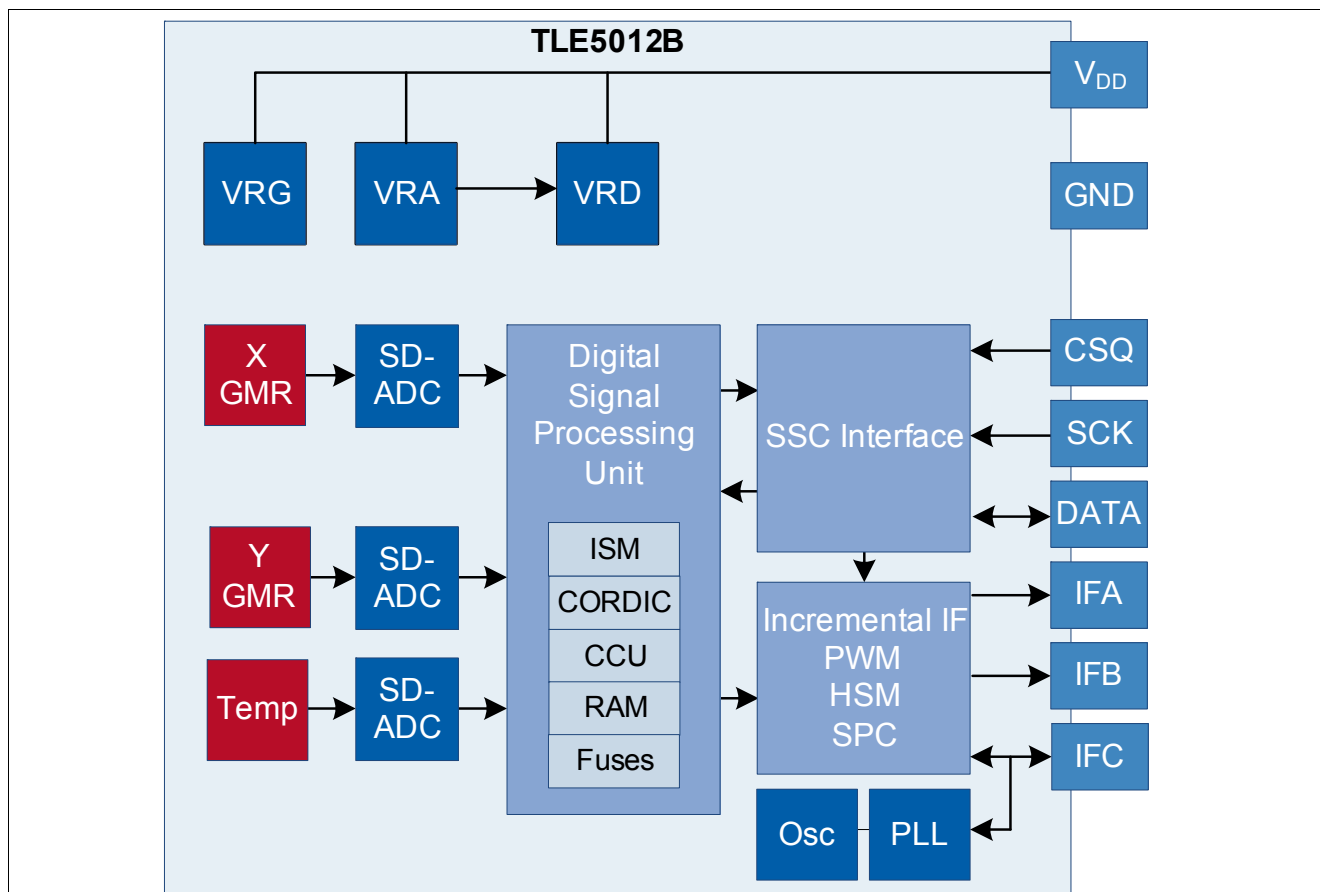 TLE5012B
VDD
VRG
VRA
VRD
GND
X
GMR
SD-
ADC
Digital
Signal
Processing
Unit
SSC Interface
CSQ
SCK
DATA
Y
GMR
SD-
ADC
ISM
CORDIC
CCU
RAM
Fuses
Temp
SD-
ADC
Incremental IF
PWM
HSM
SPC
IFA
IFB
IFC
Osc
PLL